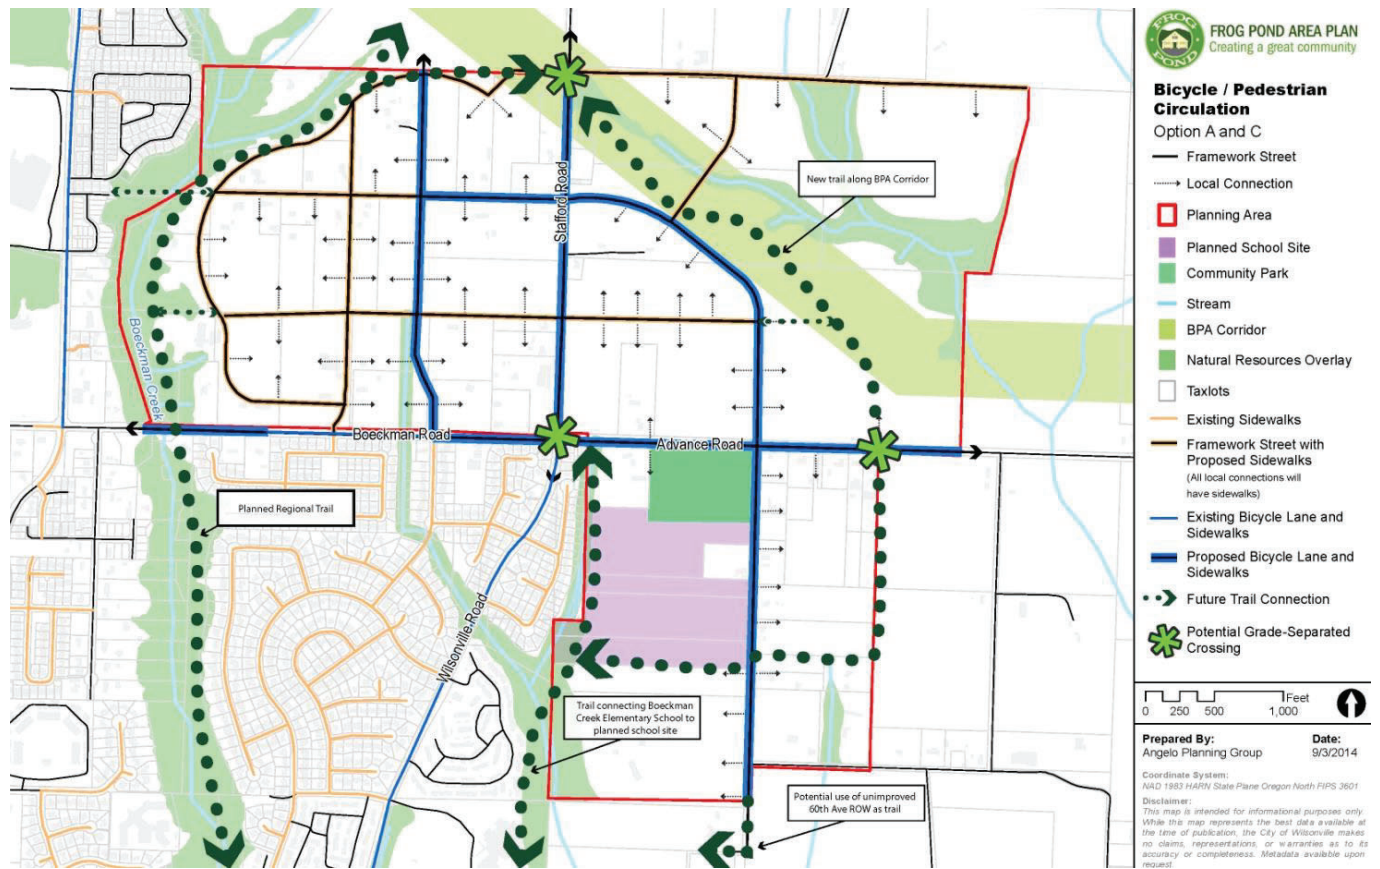 FROG
POND
FROG POND AREA PLAN
Creating a great community
Bicycle / Pedestrian
Circulation
Option A and C
Framework Street
Local Connection
Planning Area
Planned School Site
Community Park
Stream
BPA Corridor
Natural Resources Overlay
Taxlots
Existing Sidewalks
Framework Street with
Proposed Sidewalks
(All local connections will
have sidewalks)
Existing Bicycle Lane and
Sidewalks
Proposed Bicycle Lane and
Sidewalks
Future Trail Connection
Potential Grade-Separated
Crossing
Feet
0 250 500 1,000
Prepared By:
Angelo Planning Group
Date:
9/3/2014
Coordinate System:
NAD 1983 HARN State Plane Oregon North FIPS 3601
Disclaimer:
This map is intended for informational purposes only.
While this map represents the best data available at
the time of publication, the City of Wilsonville makes
no claims, representations, or warranties as to its
accuracy or completeness. Metadata available upon
request.
New trail along BPA Corridor
Stafford Road
Boeckman Creek
Boeckman Road
Advance Road
Planned Regional Trail
Wilsonville Road
Trail connecting Boeckman
Creek Elementary School to
planned school site
Potential use of unimproved
60th Ave ROW as trail